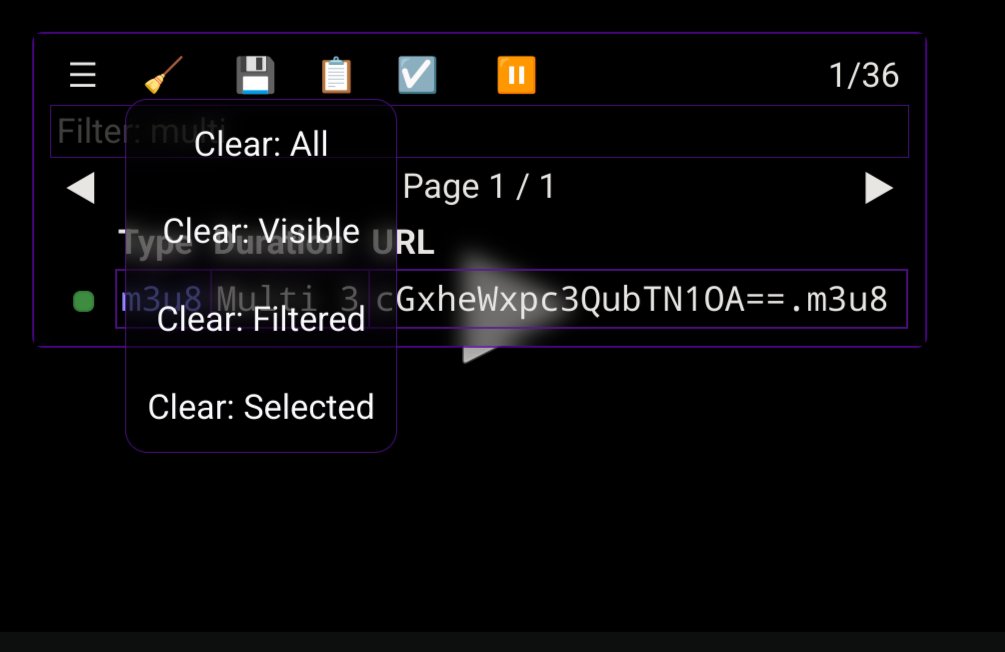 1/36
Filter: multi
Clear: All
Page 1 / 1
Clear: Visible
Type Duration URL
m3u8 Multi 3 cGxheWxpc3QubTN1OA==.m3u8
Clear: Filtered
Clear: Selected